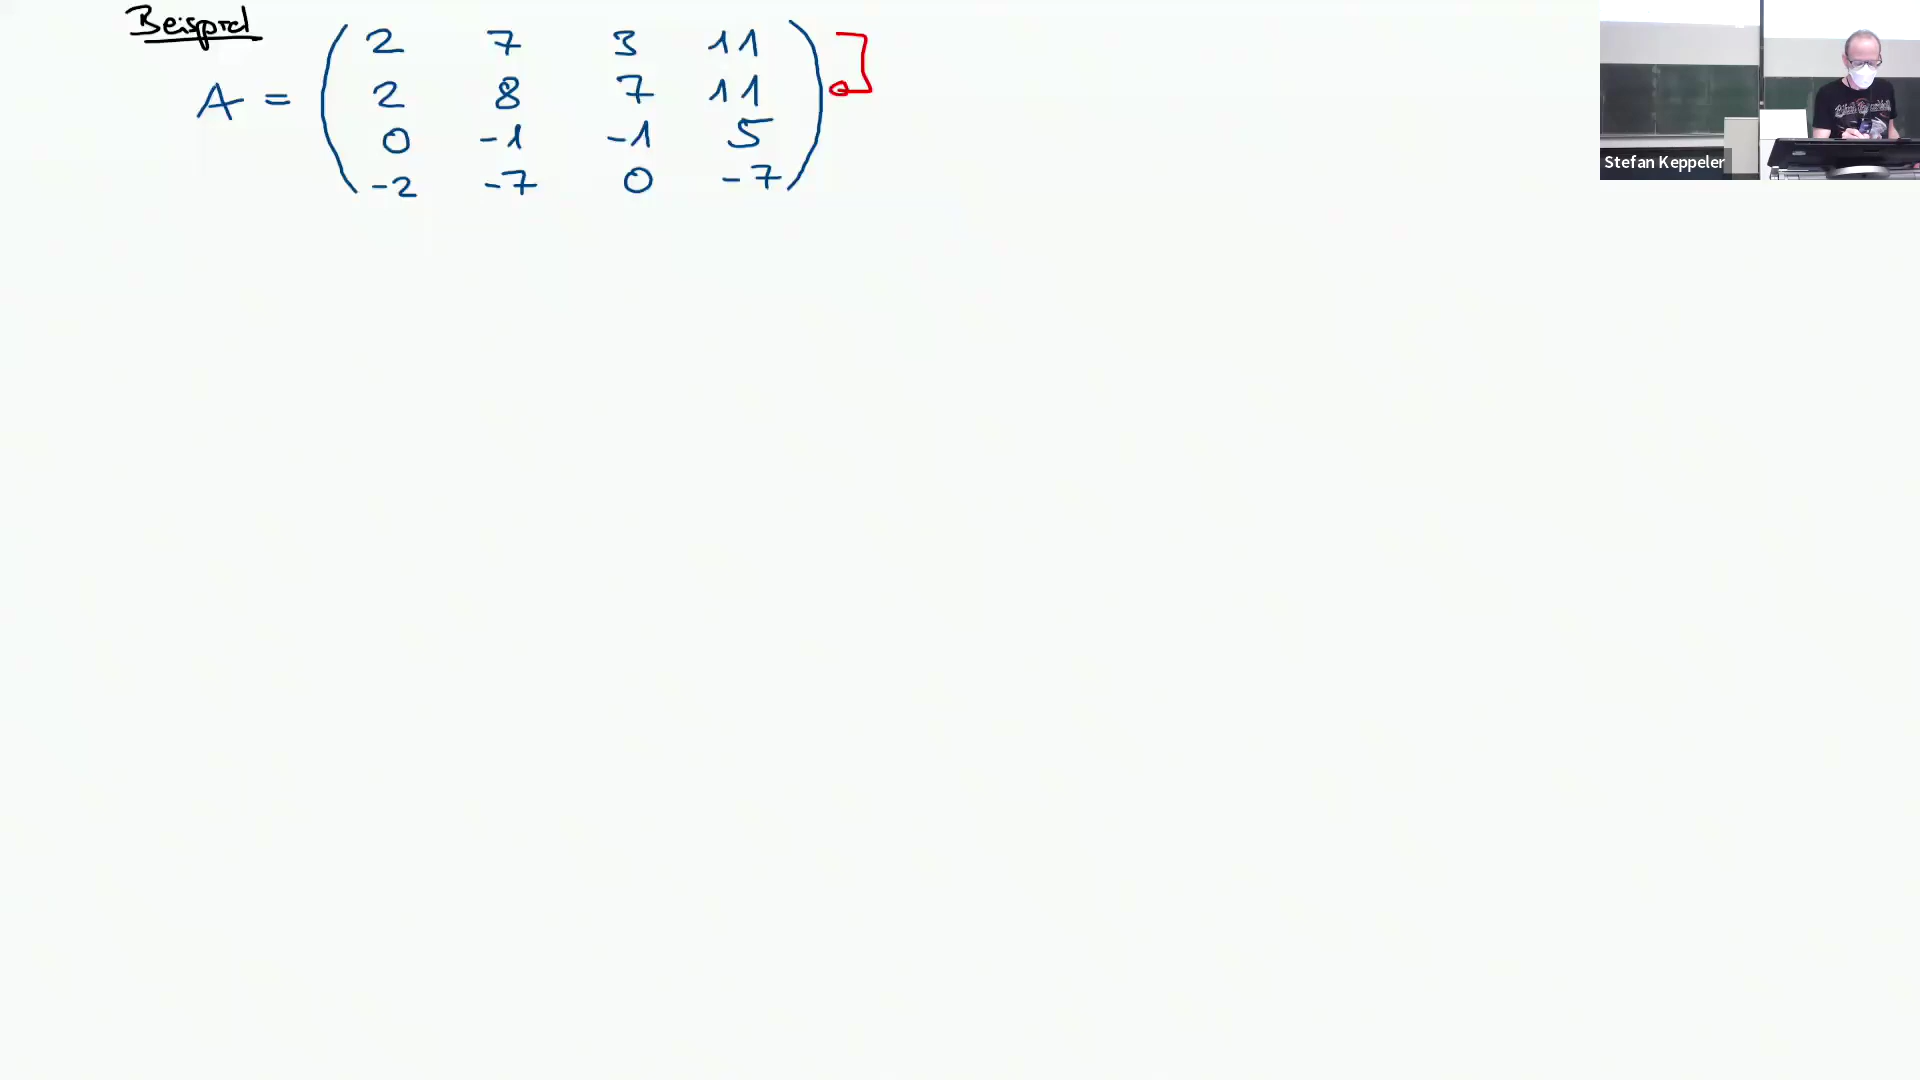 Beispiel
A = ( 2 7 3 11
2 8 7 11
0 -1 -1 5
-2 -7 0 -7 )
Stefan Keppeler